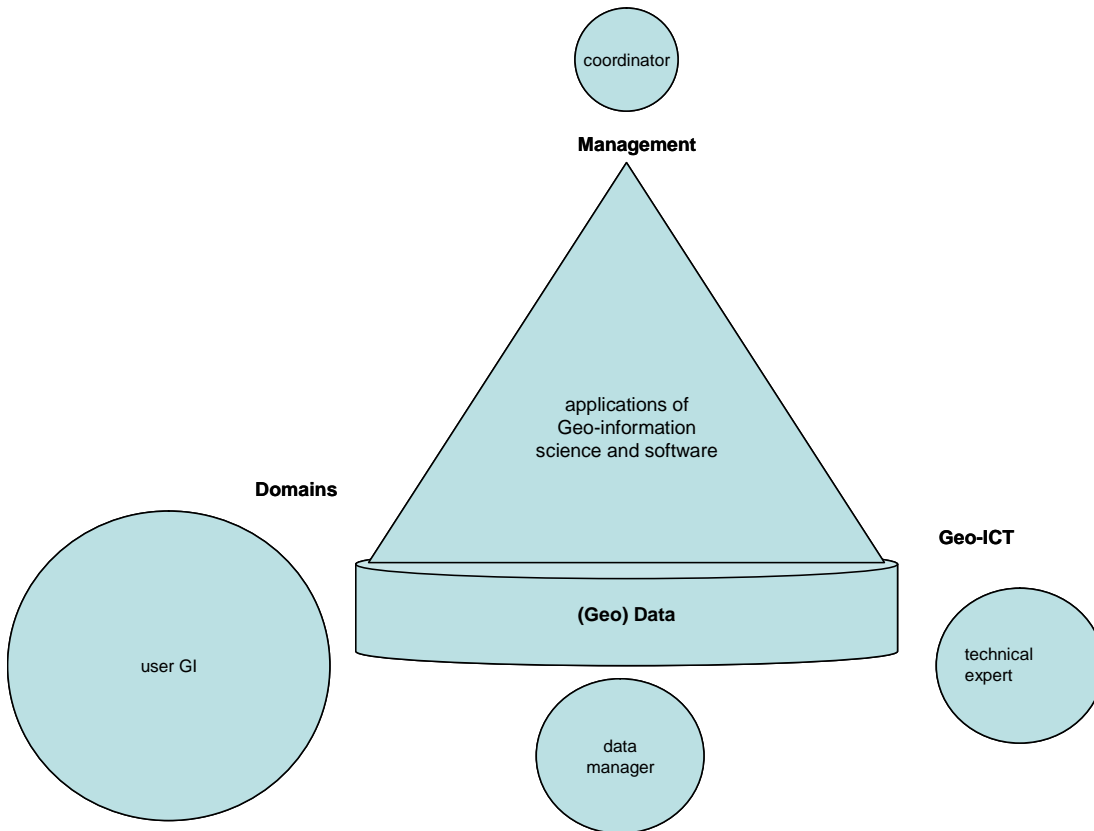 coordinator
Management
applications of
Geo-information
science and software
Domains
Geo-ICT
(Geo) Data
user GI
technical
expert
data
manager